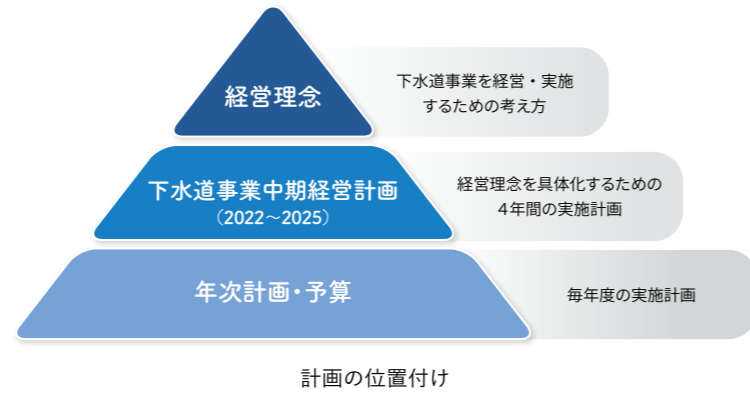 経営理念
下水道事業を経営・実施
するための考え方
下水道事業中期経営計画
（2022～2025）
経営理念を具体化するための
4年間の実施計画
年次計画・予算
毎年度の実施計画
計画の位置付け